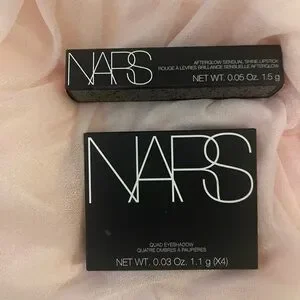 NARS
AFTERGLOW SENSUAL SHINE LIPSTICK
ROUGE À LÈVRES BRILLANCE SENSUELLE AFTERGLOW
NET WT. 0.05 Oz. 1.5 g
NARS
QUAD EYESHADOW
QUATRE OMBRES À PAUPIÈRES
NET WT. 0.03 Oz. 1.1 g (X4)